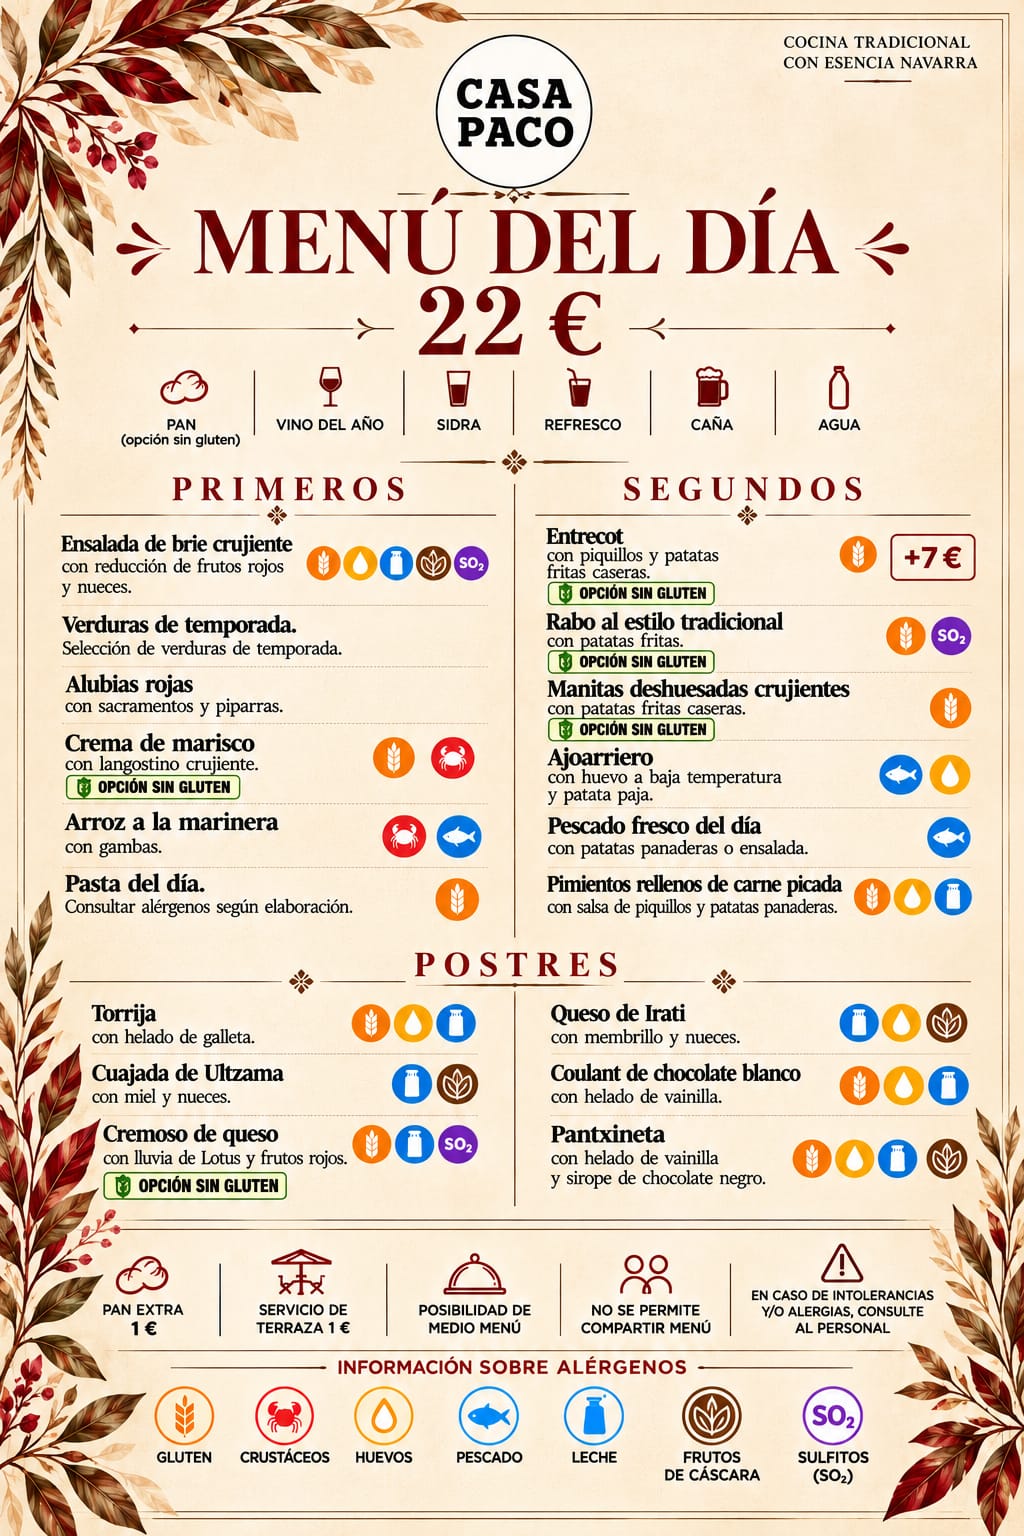 COCINA TRADICIONAL
CON ESENCIA NAVARRA
CASA
PACO
MENÚ DEL DÍA
22 €
PAN
(opción sin gluten)
VINO DEL AÑO
SIDRA
REFRESCO
CAÑA
AGUA
PRIMEROS
Ensalada de brie crujiente
con reducción de frutos rojos
y nueces.
SO₂
Verduras de temporada.
Selección de verduras de temporada.
Alubias rojas
con sacramentos y piparras.
Crema de marisco
con langostino crujiente.
OPCIÓN SIN GLUTEN
Arroz a la marinera
con gambas.
Pasta del día.
Consultar alérgenos según elaboración.
SEGUNDOS
Entrecot
con piquillos y patatas
fritas caseras.
OPCIÓN SIN GLUTEN
+7 €
Rabo al estilo tradicional
con patatas fritas.
OPCIÓN SIN GLUTEN
SO₂
Manitas deshuesadas crujientes
con patatas fritas caseras.
OPCIÓN SIN GLUTEN
Ajoarriero
con huevo a baja temperatura
y patata paja.
Pescado fresco del día
con patatas panaderas o ensalada.
Pimientos rellenos de carne picada
con salsa de piquillos y patatas panaderas.
POSTRES
Torrija
con helado de galleta.
Cuajada de Ultzama
con miel y nueces.
Cremoso de queso
con lluvia de Lotus y frutos rojos.
SO₂
OPCIÓN SIN GLUTEN
Queso de Irati
con membrillo y nueces.
Coulant de chocolate blanco
con helado de vainilla.
Pantxineta
con helado de vainilla
y sirope de chocolate negro.
PAN EXTRA
1 €
SERVICIO DE
TERRAZA 1 €
POSIBILIDAD DE
MEDIO MENÚ
NO SE PERMITE
COMPARTIR MENÚ
EN CASO DE INTOLERANCIAS
Y/O ALERGIAS, CONSULTE
AL PERSONAL
INFORMACIÓN SOBRE ALÉRGENOS
GLUTEN
CRUSTÁCEOS
HUEVOS
PESCADO
LECHE
FRUTOS
DE CÁSCARA
SO₂
SULFITOS
(SO₂)